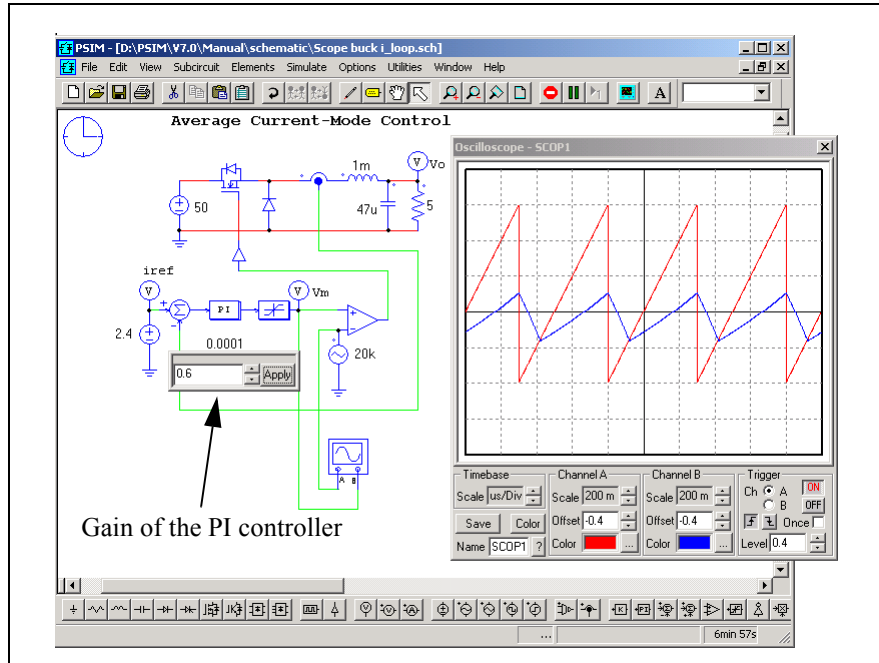 PSIM - [D:\PSIM\V7.0\Manual\schematic\Scope buck i_loop.sch]
File Edit View Subcircuit Elements Simulate Options Utilities Window Help
A
Average Current-Mode Control
Oscilloscope - SCOP1
1m
V Vo
50
47u
5
iref
V
V Vm
PI
2.4
0.0001
20k
0.6 Apply
A B
Gain of the PI controller
Timebase
Scale us/Div
Save Color
Name SCOP1 ?
Channel A
Scale 200 m
Offset -0.4
Color ...
Channel B
Scale 200 m
Offset -0.4
Color ...
Trigger
Ch A ON
B OFF
Once
Level 0.4
... 6min 57s